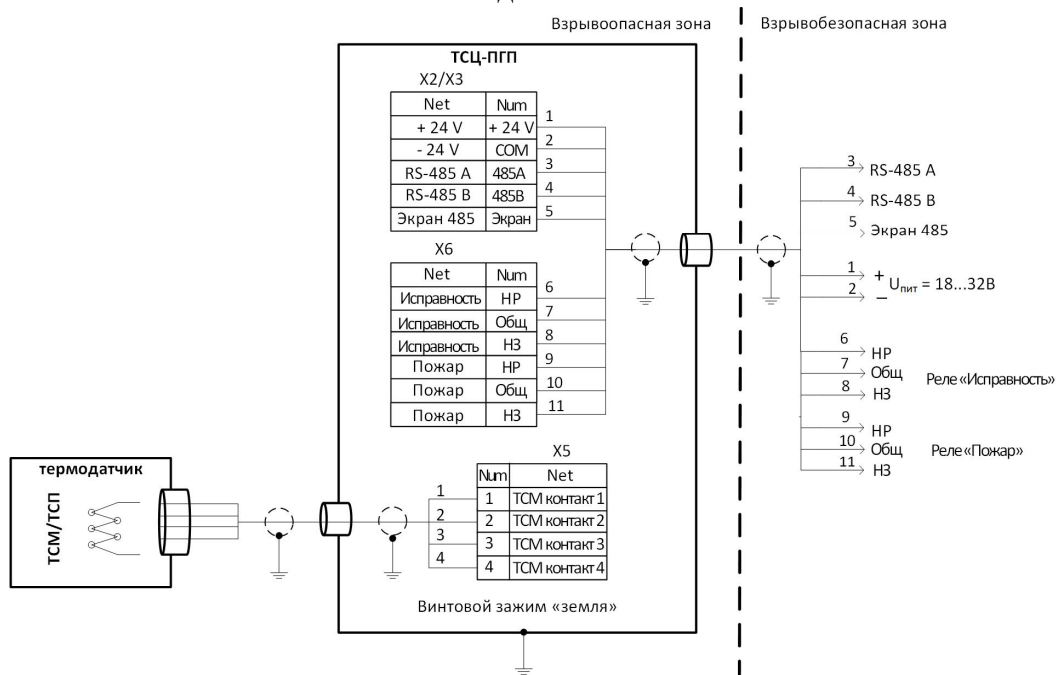 Взрывоопасная зона
Взрывобезопасная зона
ТСЦ-ПГП
X2/X3
Net Num
+ 24 V + 24 V 1
- 24 V COM 2
RS-485 A 485A 3
RS-485 B 485B 4
Экран 485 Экран 5
X6
Net Num
Исправность НР 6
Исправность Общ 7
Исправность НЗ 8
Пожар НР 9
Пожар Общ 10
Пожар НЗ 11
3 RS-485 A
4 RS-485 B
5 Экран 485
1 +
2 –
Uпит = 18...32В
6 НР
7 Общ
8 НЗ
Реле «Исправность»
9 НР
10 Общ
11 НЗ
Реле «Пожар»
термодатчик
ТСМ/ТСП
X5
Num Net
1 1 ТСМ контакт 1
2 2 ТСМ контакт 2
3 3 ТСМ контакт 3
4 4 ТСМ контакт 4
Винтовой зажим «земля»